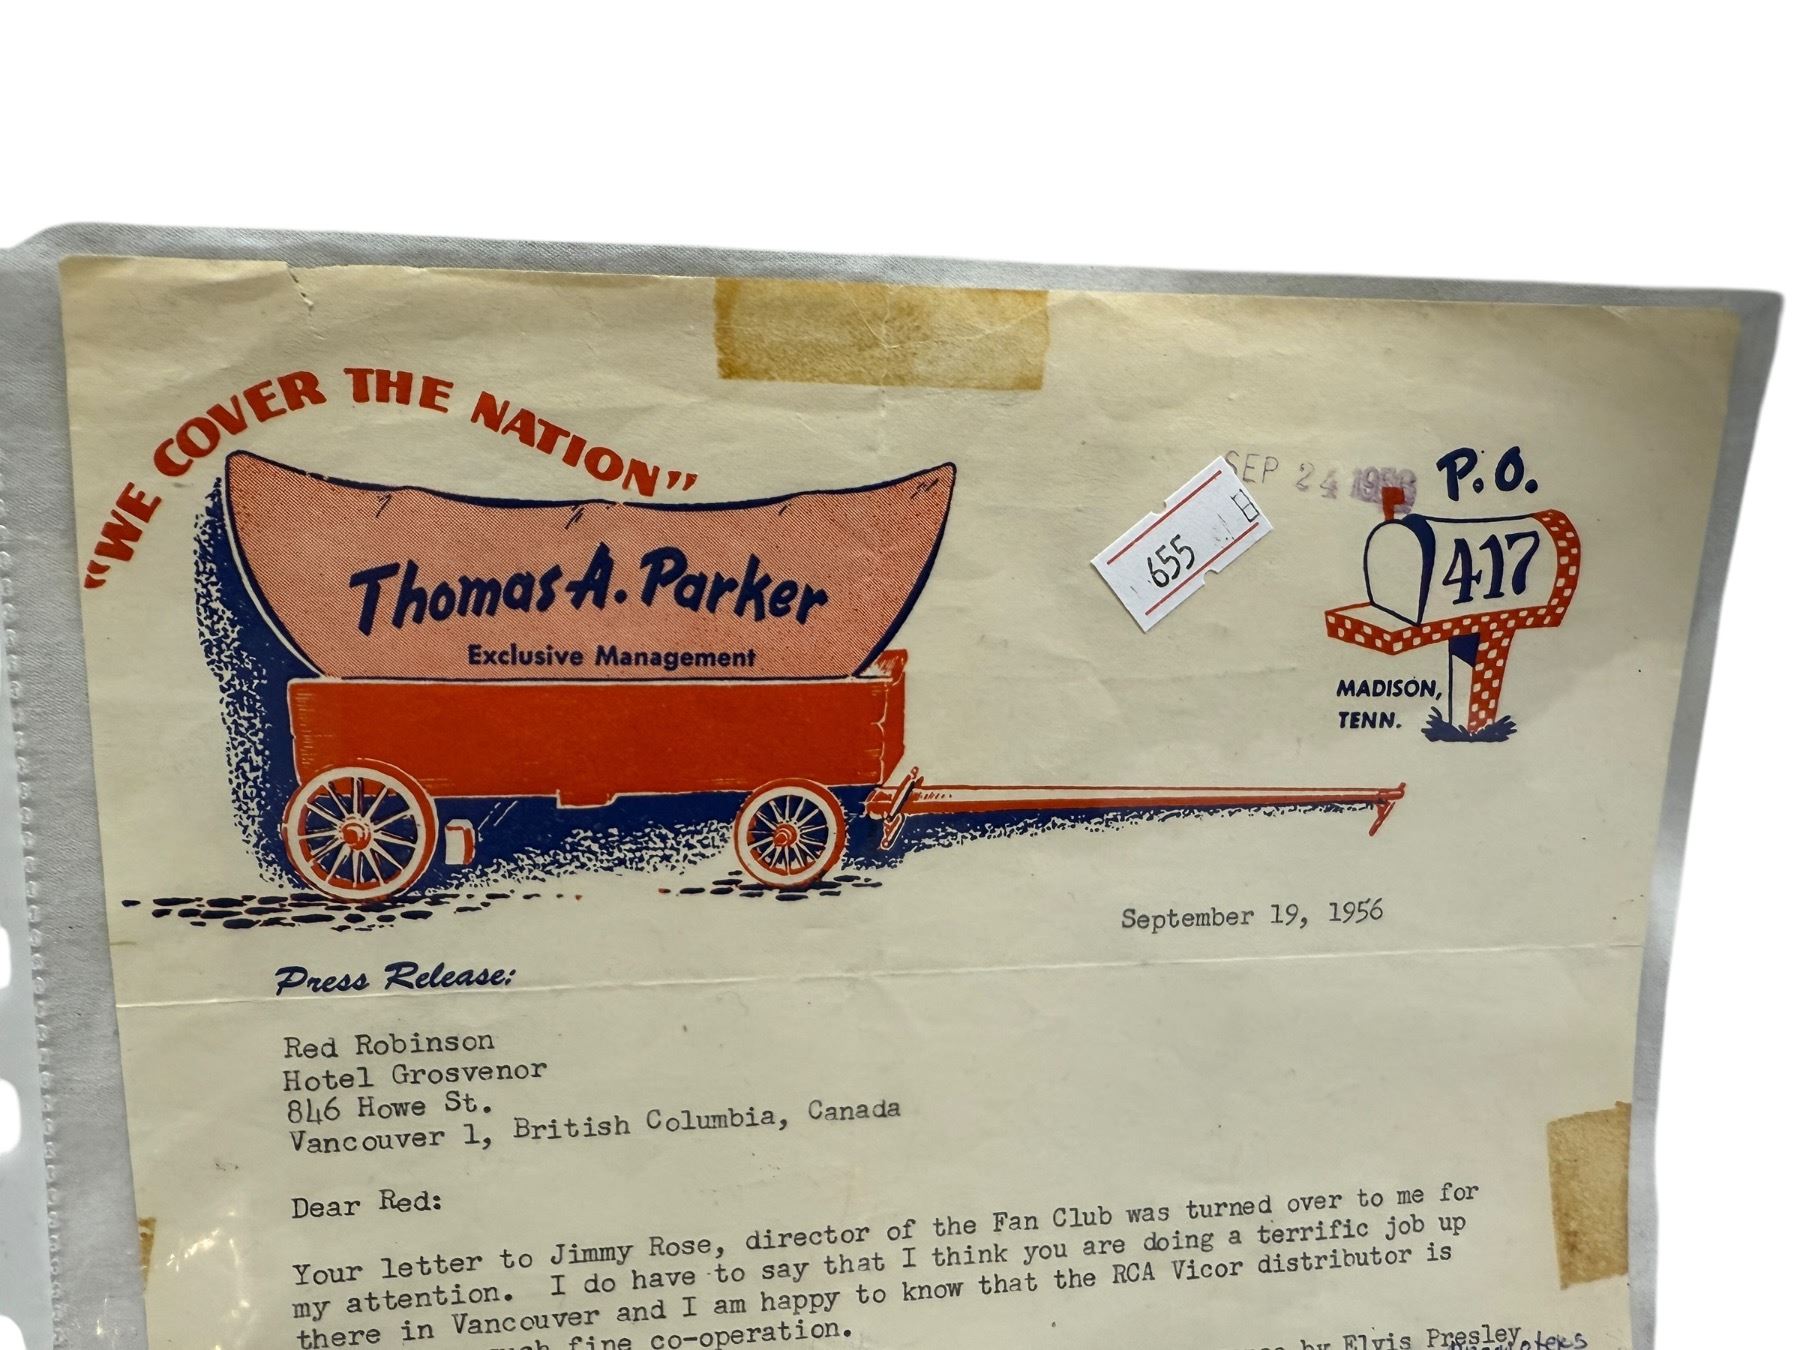 "WE COVER THE NATION"
Thomas A. Parker
Exclusive Management
655
SEP 24 1956
P.O.
417
MADISON,
TENN.
September 19, 1956
Press Release:
Red Robinson
Hotel Grosvenor
846 Howe St.
Vancouver 1, British Columbia, Canada
Dear Red:
Your letter to Jimmy Rose, director of the Fan Club was turned over to me for
my attention. I do have to say that I think you are doing a terrific job up
there in Vancouver and I am happy to know that the RCA Vicor distributor is
such fine co-operation.
by Elvis Presley